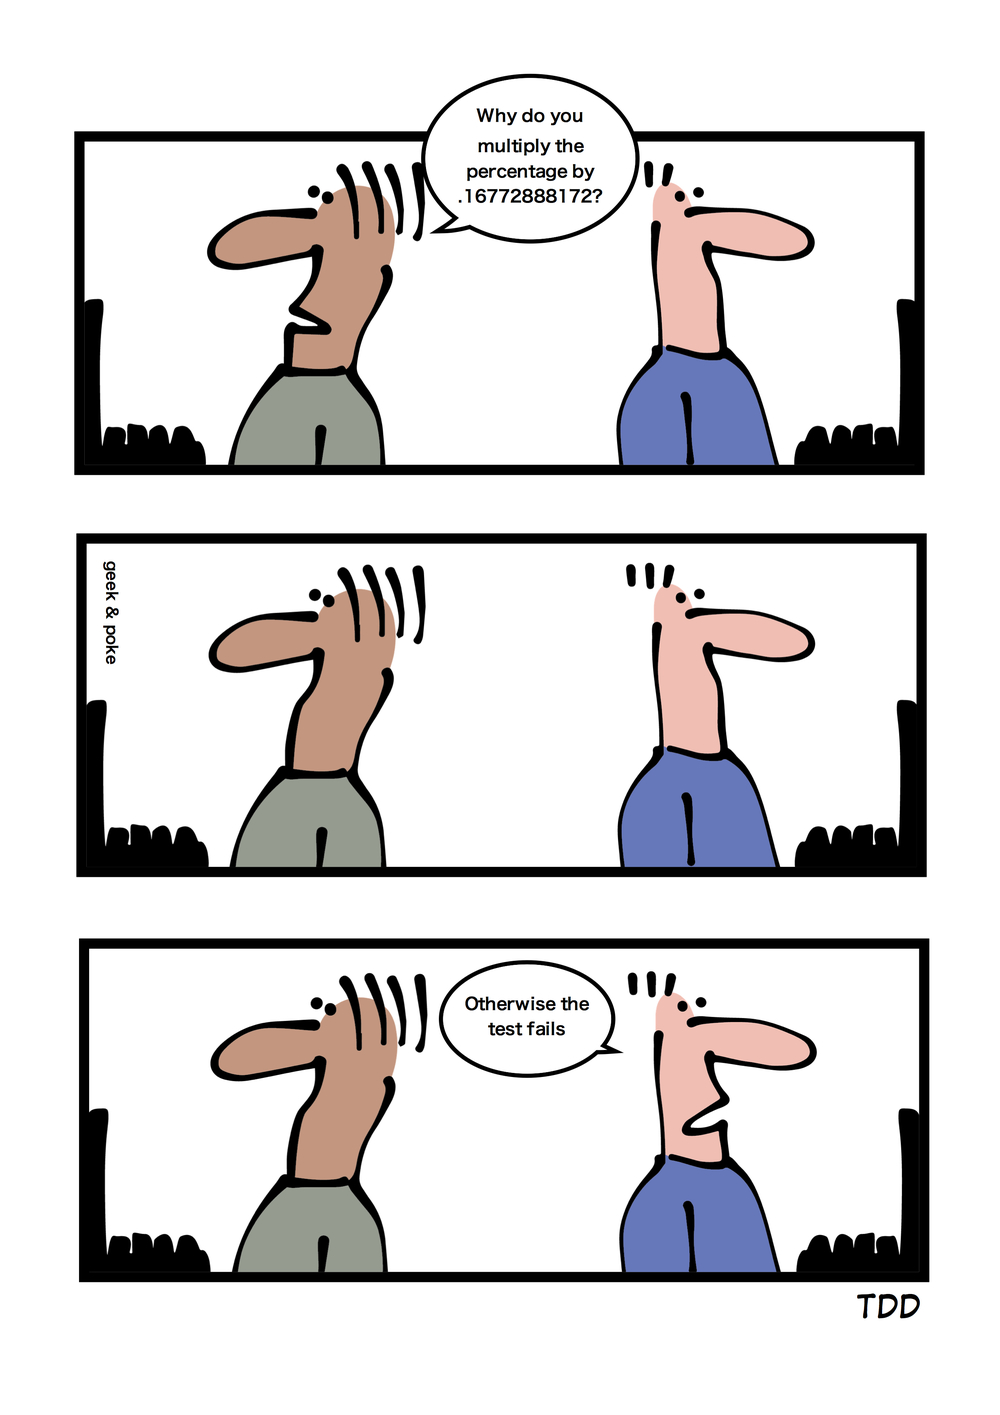 Why do you
multiply the
percentage by
.16772888172?
geek & poke
Otherwise the
test fails
TDD